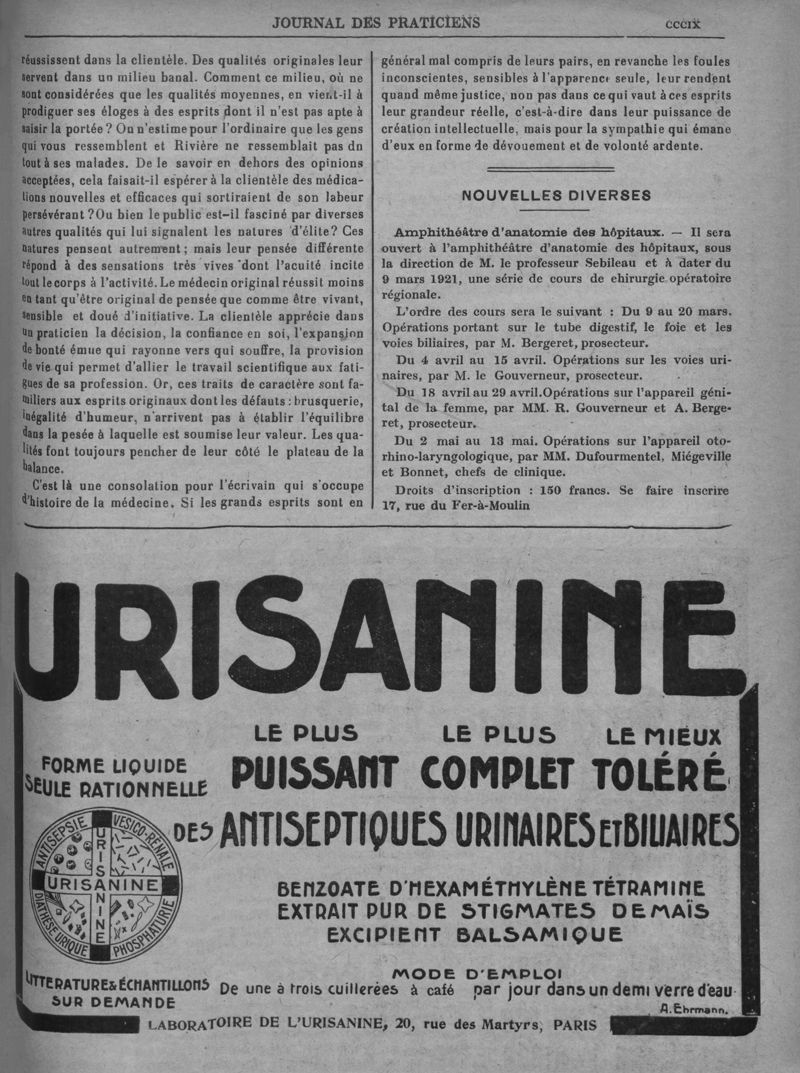 JOURNAL DES PRATICIENS
CCCIX
réussissent dans la clientèle. Des qualités originales leur
servent dans un milieu banal. Comment ce milieu, où ne
sont considérées que les qualités moyennes, en vient-il à
prodiguer ses éloges à des esprits dont il n'est pas apte à
saisir la portée ? On n'estime pour l'ordinaire que les gens
qui vous ressemblent et Rivière ne ressemblait pas du
tout à ses malades. De le savoir en dehors des opinions
acceptées, cela faisait-il espérer à la clientèle des médica-
tions nouvelles et efficaces qui sortiraient de son labeur
persévérant ? Ou bien le public est-il fasciné par diverses
autres qualités qui lui signalent les natures d'élite? Ces
natures pensent autrement ; mais leur pensée différente
répond à des sensations très vives dont l'acuité incite
tout le corps à l'activité. Le médecin original réussit moins
en tant qu'être original de pensée que comme être vivant,
sensible et doué d'initiative. La clientèle apprécie dans
un praticien la décision, la confiance en soi, l'expansion
de bonté émue qui rayonne vers qui souffre, la provision
de vie qui permet d'allier le travail scientifique aux fati-
gues de sa profession. Or, ces traits de caractère sont fa-
miliers aux esprits originaux dont les défauts : brusquerie,
inégalité d'humeur, n'arrivent pas à établir l'équilibre
dans la pesée à laquelle est soumise leur valeur. Les qua-
lités font toujours pencher de leur côté le plateau de la
balance.
C'est là une consolation pour l'écrivain qui s'occupe
d'histoire de la médecine. Si les grands esprits sont en
général mal compris de leurs pairs, en revanche les foules
inconscientes, sensibles à l'apparence seule, leur rendent
quand même justice, non pas dans ce qui vaut à ces esprits
leur grandeur réelle, c'est-à-dire dans leur puissance de
création intellectuelle, mais pour la sympathie qui émane
d'eux en forme de dévouement et de volonté ardente.
NOUVELLES DIVERSES
Amphithéâtre d'anatomie des hôpitaux. — Il sera
ouvert à l'amphithéâtre d'anatomie des hôpitaux, sous
la direction de M. le professeur Sebileau et à dater du
9 mars 1921, une série de cours de chirurgie opératoire
régionale.
L'ordre des cours sera le suivant : Du 9 au 20 mars.
Opérations portant sur le tube digestif, le foie et les
voies biliaires, par M. Bergeret, prosecteur.
Du 4 avril au 15 avril. Opérations sur les voies uri-
naires, par M. le Gouverneur, prosecteur.
Du 18 avril au 29 avril. Opérations sur l'appareil géni-
tal de la femme, par MM. R. Gouverneur et A. Berge-
ret, prosecteur.
Du 2 mai au 13 mai. Opérations sur l'appareil oto-
rhino-laryngologique, par MM. Dufourmentel, Miégeville
et Bonnet, chefs de clinique.
Droits d'inscription : 150 francs. Se faire inscrire
17, rue du Fer-à-Moulin
URISANINE
FORME LIQUIDE
SEULE RATIONNELLE
LE PLUS LE PLUS LE MIEUX
PUISSANT COMPLET TOLÉRÉ
DES ANTISEPTIQUES URINAIRES ET BILIAIRES
ANTISEPSIE VESICO-RÉNALE
URISANINE
URISANINE
DIATHÈSE URIQUE PHOSPHATURIE
BENZOATE D'HEXAMÉTHYLÈNE TÉTRAMINE
EXTRAIT PUR DE STIGMATES DE MAÏS
EXCIPIENT BALSAMIQUE
LITTERATURE & ÉCHANTILLONS
SUR DEMANDE
MODE D'EMPLOI
De une à trois cuillerées à café par jour dans un demi verre d'eau
A. Ehrmann.
LABORATOIRE DE L'URISANINE, 20, rue des Martyrs, PARIS